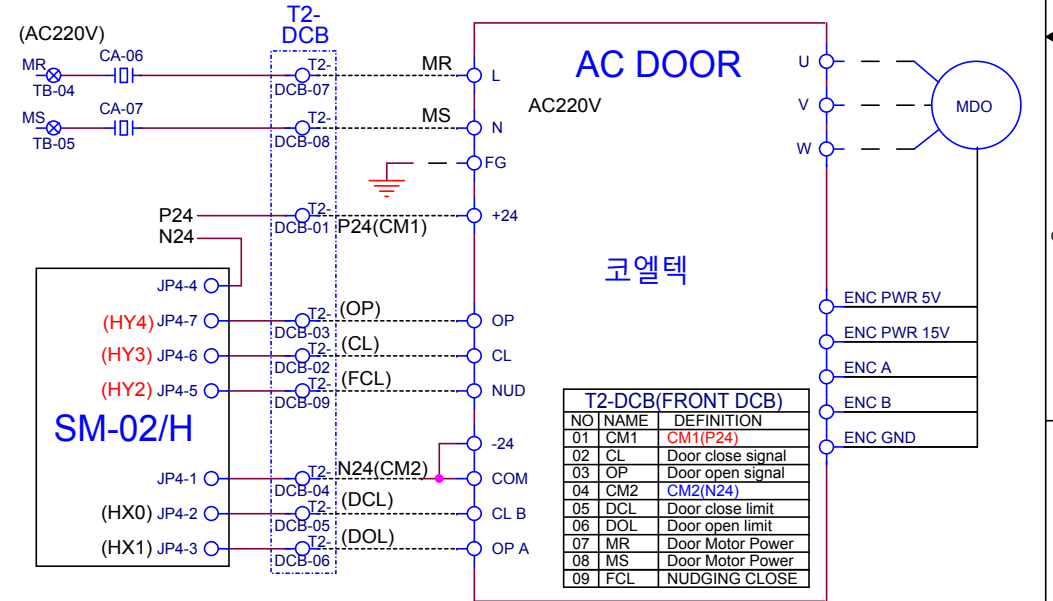 (AC220V)
T2-
DCB
MR
TB-04
CA-06
T2-
DCB-07
MR
L
MS
TB-05
CA-07
T2-
DCB-08
MS
N
FG
AC DOOR
AC220V
코엘텍
U
V
W
MDO
P24
N24
T2-
DCB-01
P24(CM1)
+24
JP4-4
(HY4) JP4-7
T2-
DCB-03
(OP)
OP
(HY3) JP4-6
T2-
DCB-02
(CL)
CL
(HY2) JP4-5
T2-
DCB-09
(FCL)
NUD
SM-02/H
-24
JP4-1
T2-
DCB-04
N24(CM2)
COM
(HX0) JP4-2
T2-
DCB-05
(DCL)
CL B
(HX1) JP4-3
T2-
DCB-06
(DOL)
OP A
ENC PWR 5V
ENC PWR 15V
ENC A
ENC B
ENC GND
T2-DCB(FRONT DCB)
NO NAME DEFINITION
01 CM1 CM1(P24)
02 CL Door close signal
03 OP Door open signal
04 CM2 CM2(N24)
05 DCL Door close limit
06 DOL Door open limit
07 MR Door Motor Power
08 MS Door Motor Power
09 FCL NUDGING CLOSE